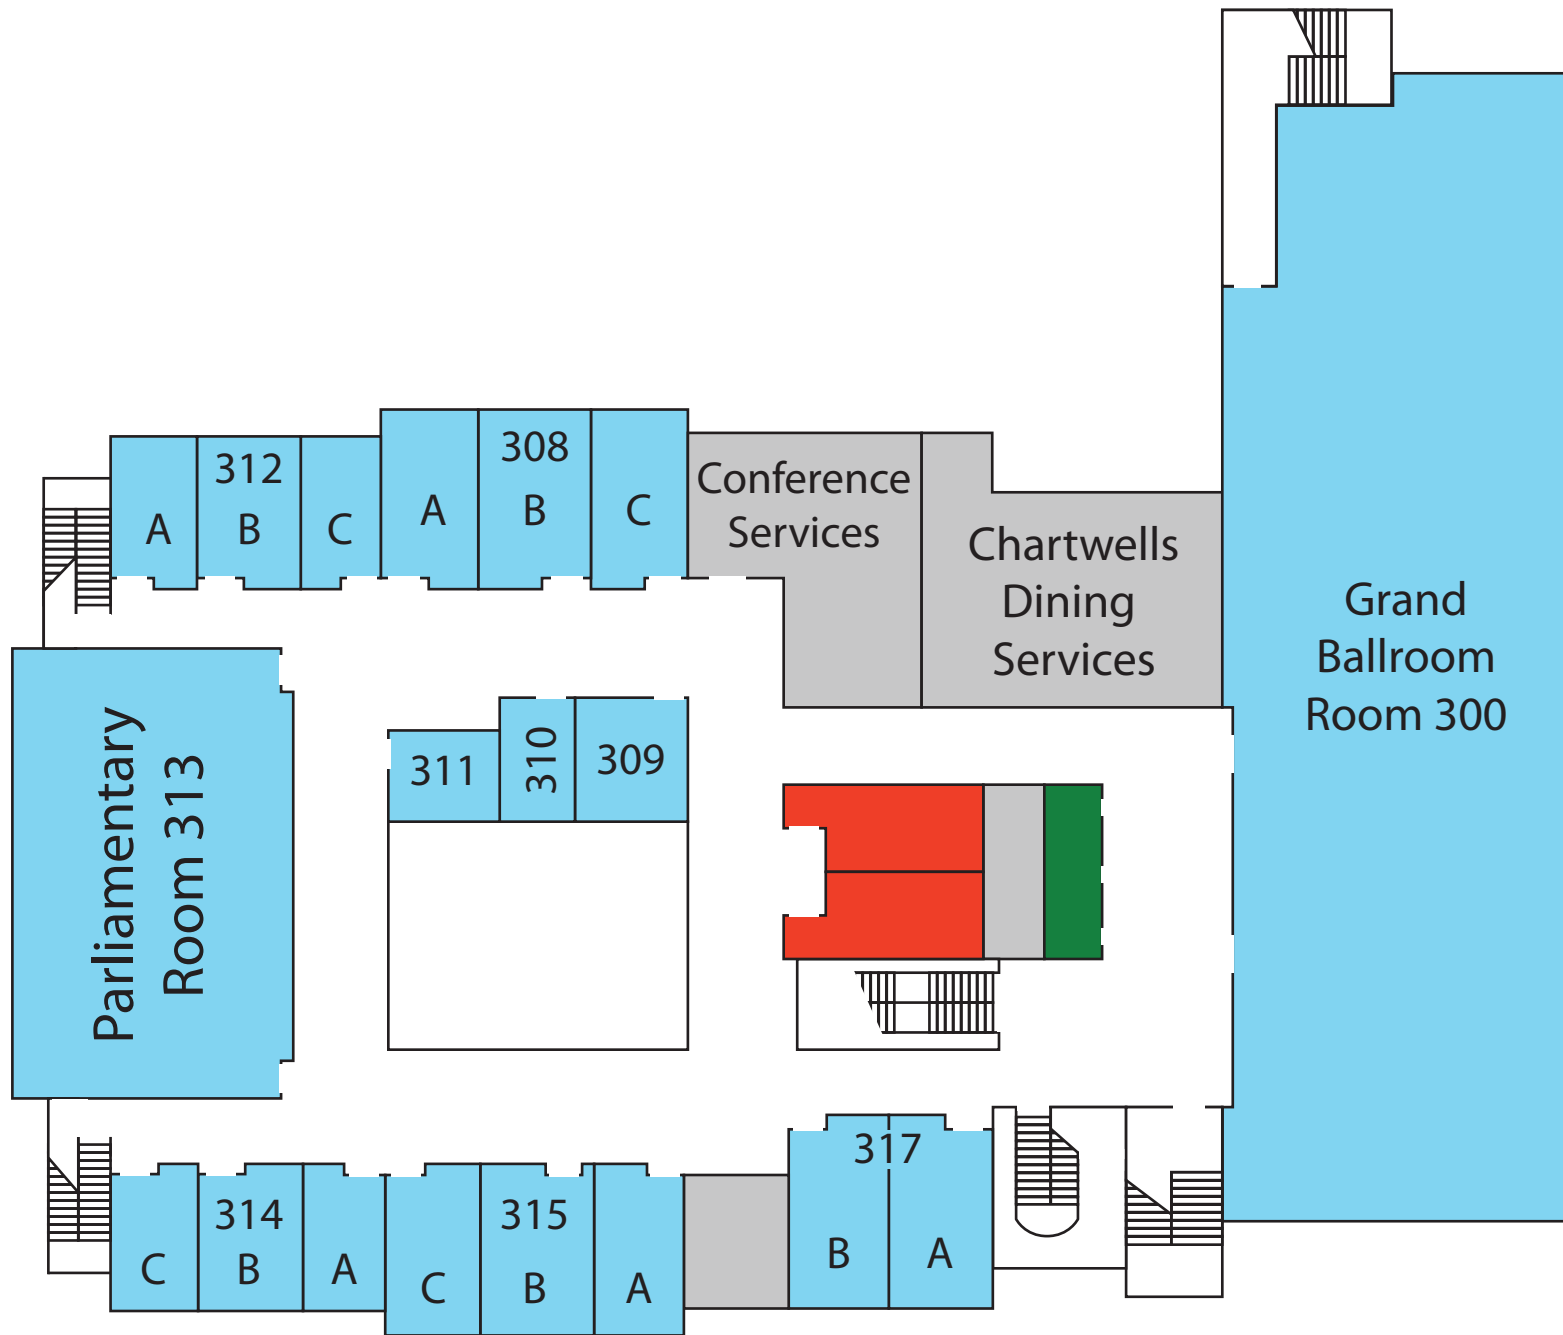 312
A
B
C
308
A
B
C
Conference
Services
Chartwells
Dining
Services
Grand
Ballroom
Room 300
Parliamentary
Room 313
311
310
309
317
B
A
314
C
B
A
315
C
B
A